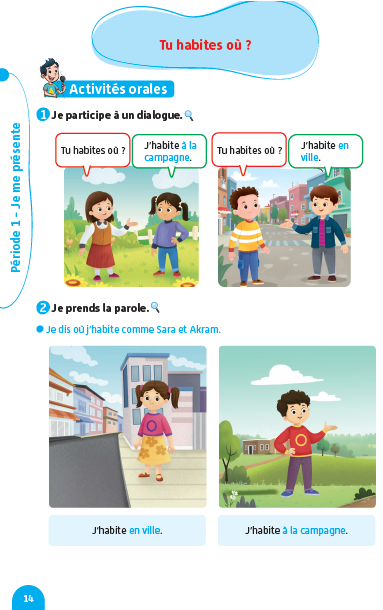 Tu habites où ?
Activités orales
1 Je participe à un dialogue.
Tu habites où ?
J'habite à la
campagne.
Tu habites où ?
J'habite en
ville.
2 Je prends la parole.
Je dis où j'habite comme Sara et Akram.
J'habite en ville.
J'habite à la campagne.
Période 1 - Je me présente
14